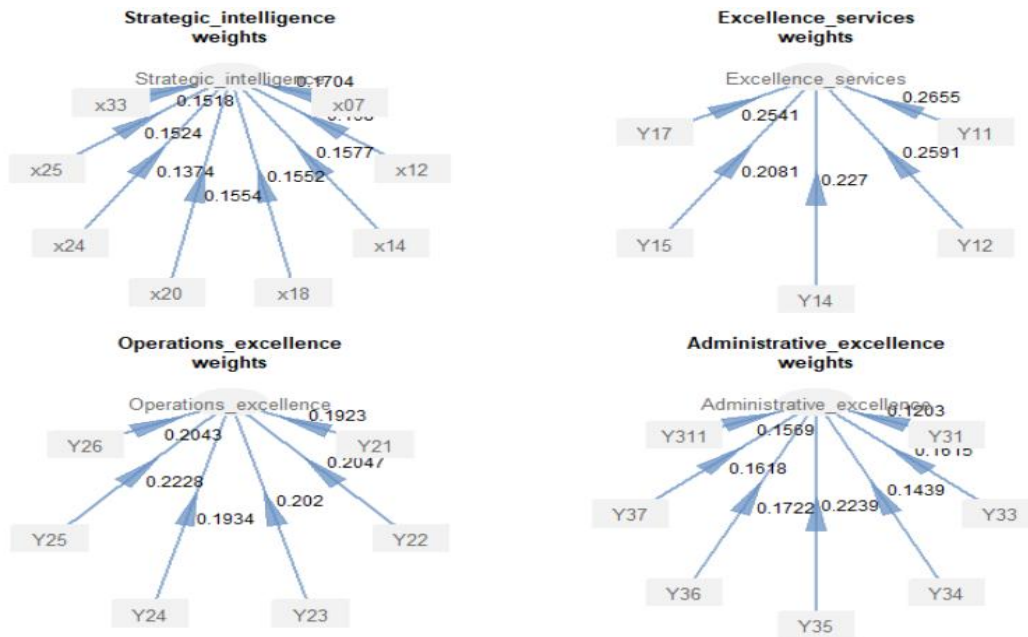 Strategic_intelligence
weights
Strategic_intelligence
0.1704
x33
0.1518
x07
0.1524
0.1577
x25
0.1374
0.1552
x12
0.1554
x24
x14
x20
x18
Excellence_services
weights
Excellence_services
0.2655
Y17
0.2541
Y11
0.2591
0.2081
0.227
Y15
Y12
Y14
Operations_excellence
weights
Operations_excellence
0.1923
Y26
0.2043
Y21
0.2047
0.2228
0.202
0.1934
Y25
Y22
Y24
Y23
Administrative_excellence
weights
Administrative_excellence
0.1203
Y311
0.1569
Y31
0.1615
0.1618
0.1439
0.1722
0.2239
Y37
Y33
Y36
Y34
Y35